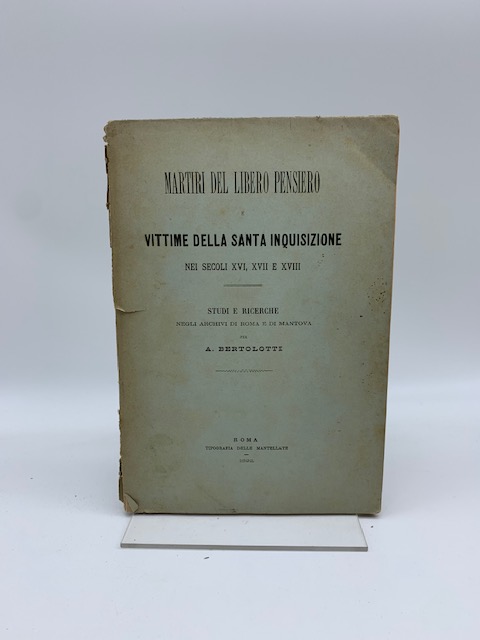 MARTIRI DEL LIBERO PENSIERO
E
VITTIME DELLA SANTA INQUISIZIONE
NEI SECOLI XVI, XVII E XVIII
STUDI E RICERCHE
NEGLI ARCHIVI DI ROMA E DI MANTOVA
PER
A. BERTOLOTTI
ROMA
TIPOGRAFIA DELLE MANTELLATE